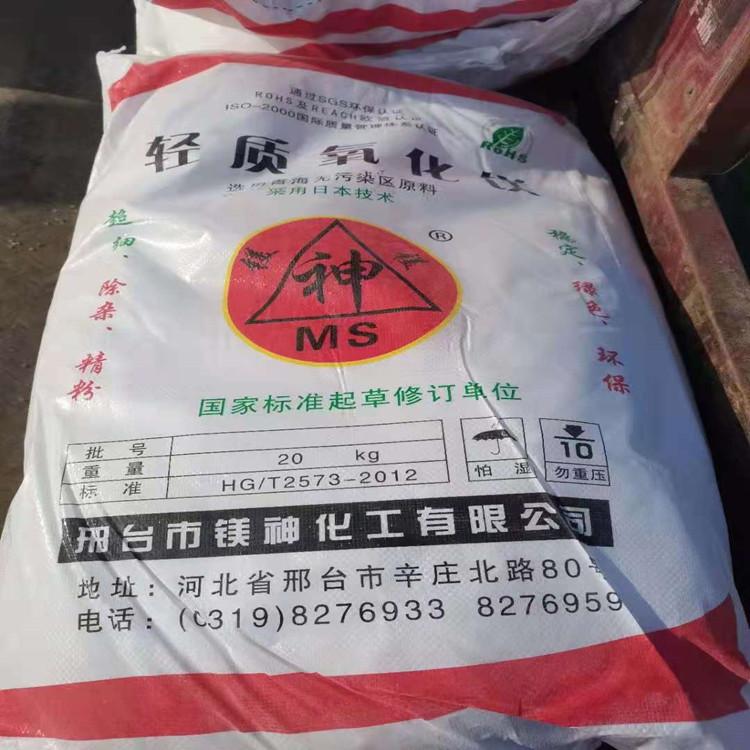 通过SGS环保认证
ROHS及REACH欧盟认证
ISO-2000国际质量管理体系认证
ROHS
轻质氧化镁
选用青海无污染区原料
采用日本技术
超细、除杂、精粉
稳定、绿色、环保
镁神
®
MS
国家标准起草修订单位
批号
重量 20 kg
标准 HG/T2573-2012
怕湿
10
勿重压
邢台市镁神化工有限公司
地址：河北省邢台市辛庄北路80号
电话：(0319)8276933 8276959